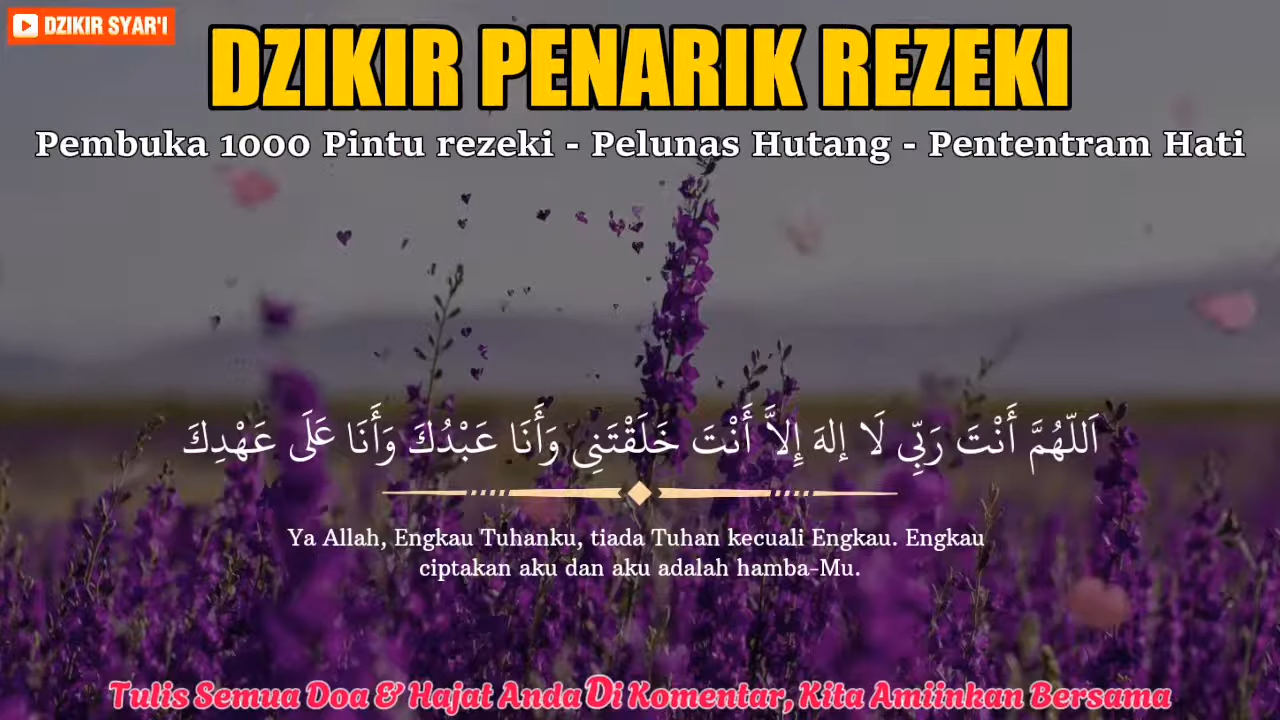 DZIKIR SYAR'I
DZIKIR PENARIK REZEKI
Pembuka 1000 Pintu rezeki - Pelunas Hutang - Pententram Hati
اَللّهُمَّ أَنْتَ رَبِّي لَا إلهَ إِلاَّ أَنْتَ خَلَقْتَنِي وَأَنَا عَبْدُكَ وَأَنَا عَلَى عَهْدِكَ
Ya Allah, Engkau Tuhanku, tiada Tuhan kecuali Engkau. Engkau
ciptakan aku dan aku adalah hamba-Mu.
Tulis Semua Doa & Hajat Anda Di Komentar, Kita Amiinkan Bersama